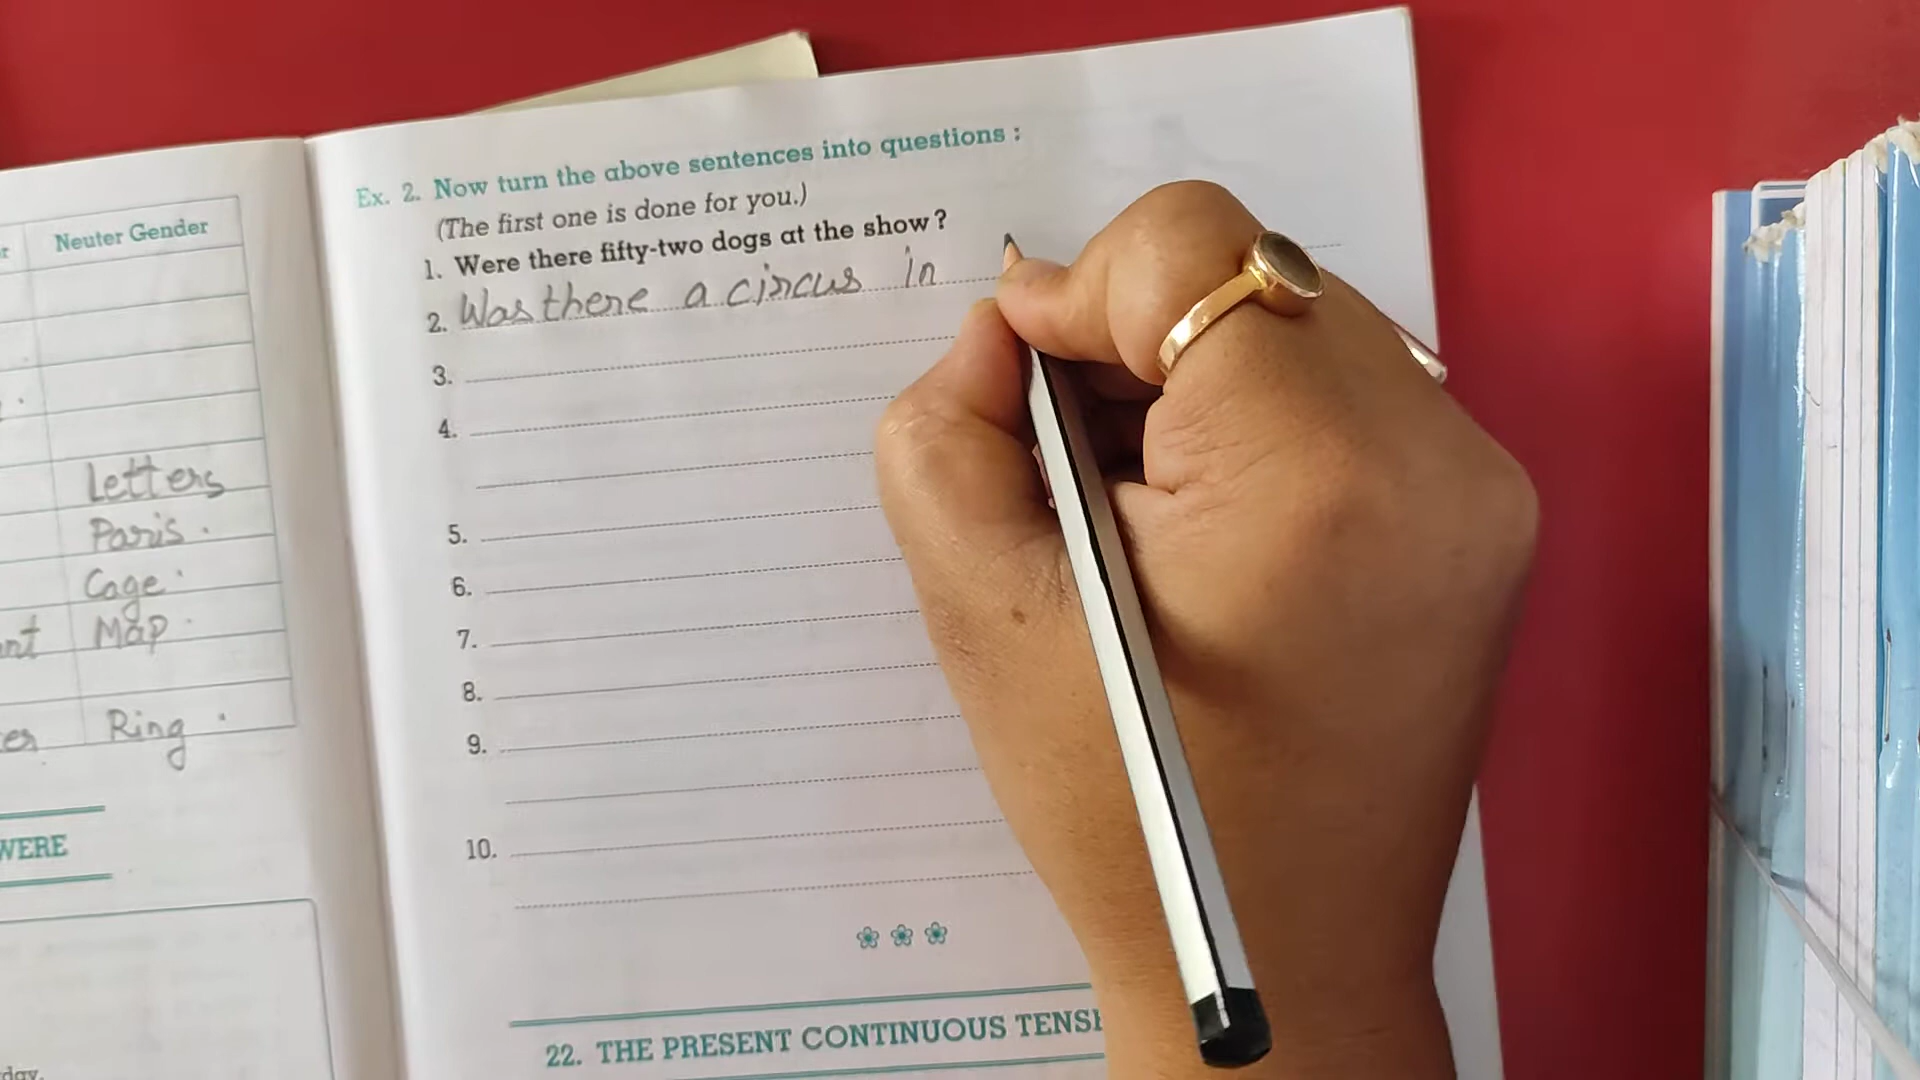 Neuter Gender
Letters
Paris.
Cage.
Map.
Ring.
WERE
day.
Ex. 2. Now turn the above sentences into questions :
(The first one is done for you.)
1. Were there fifty-two dogs at the show?
2. Was there a circus in
3.
4.
5.
6.
7.
8.
9.
10.
22. THE PRESENT CONTINUOUS TENSE